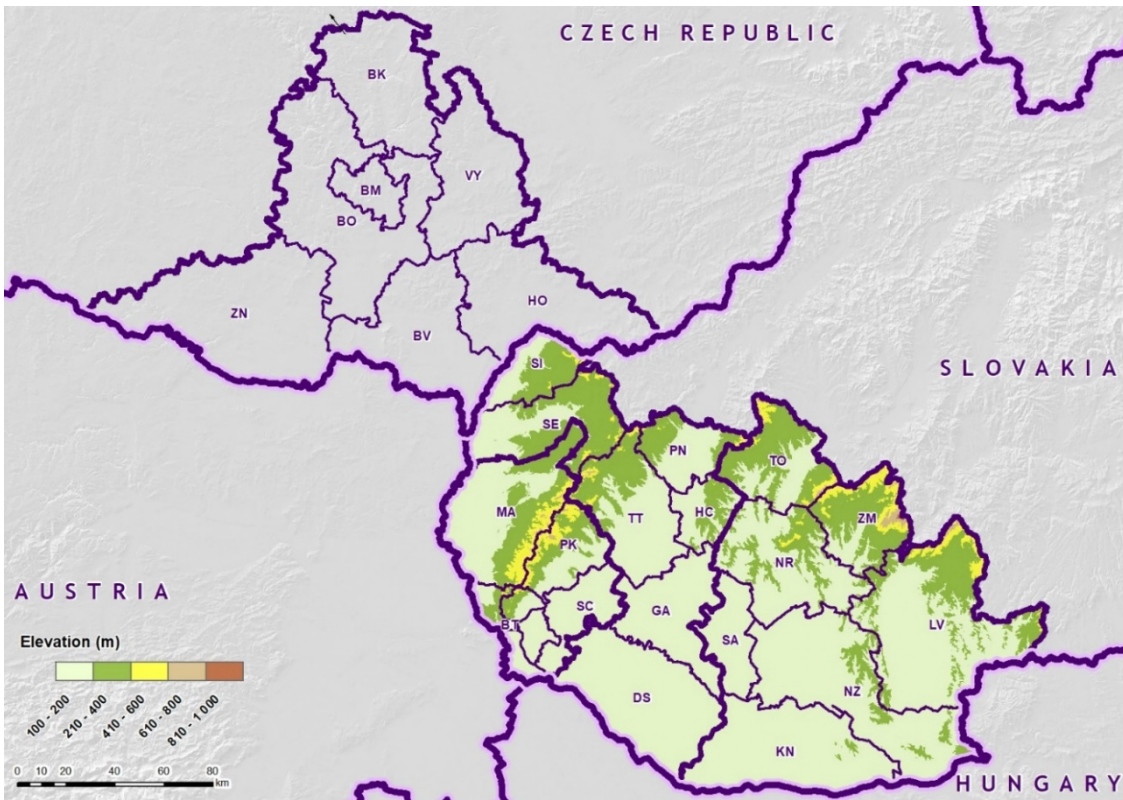 CZECH REPUBLIC
BK
VY
BM
BO
ZN
HO
BV
SI
SLOVAKIA
SE
PN
TO
MA
TT
HC
ZM
PK
NR
AUSTRIA
SC
GA
BT
SA
LV
Elevation (m)
DS
NZ
100 - 200
210 - 400
410 - 600
610 - 800
810 - 1 000
KN
0 10 20 40 60 80
km
HUNGARY